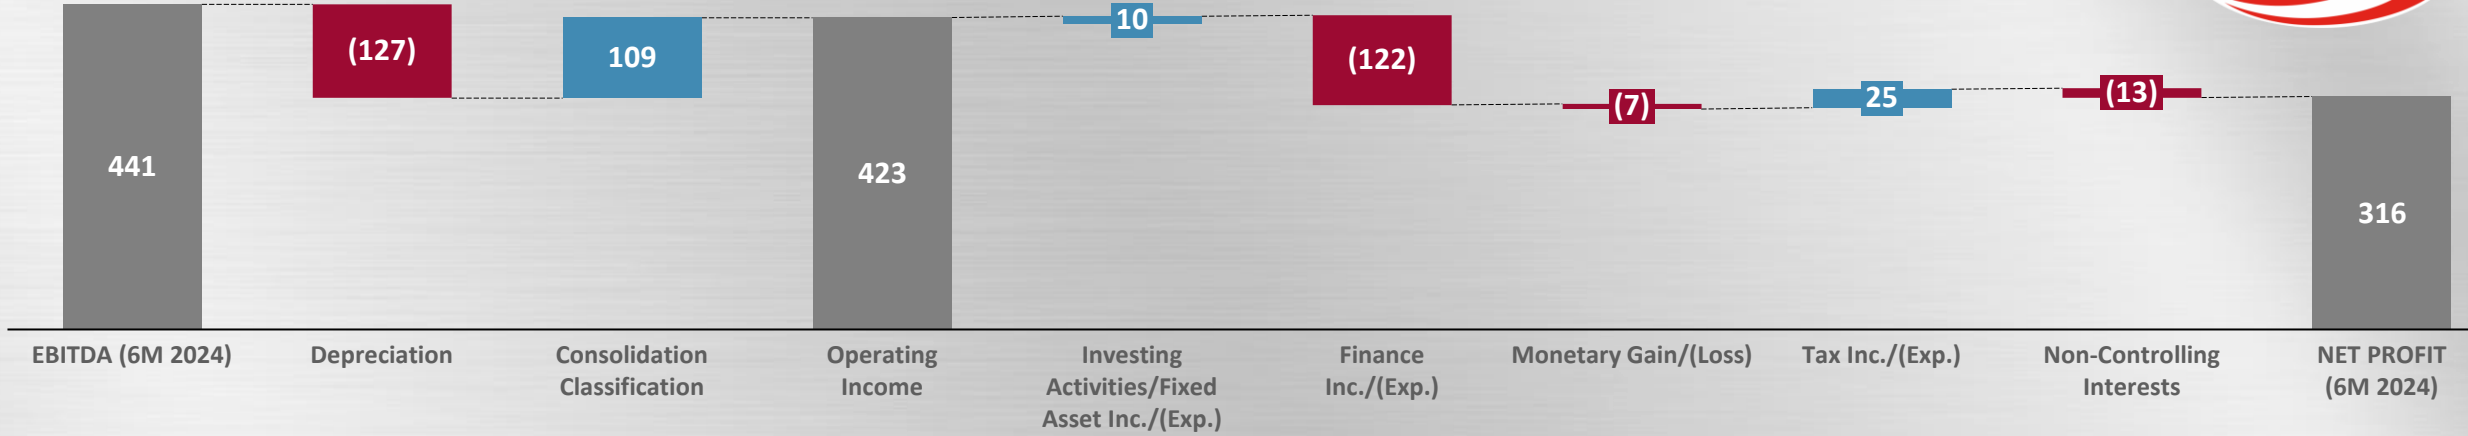 441
(127)
109
423
10
(122)
(7)
25
(13)
316
EBITDA (6M 2024)
Depreciation
Consolidation
Classification
Operating
Income
Investing
Activities/Fixed
Asset Inc./(Exp.)
Finance
Inc./(Exp.)
Monetary Gain/(Loss)
Tax Inc./(Exp.)
Non-Controlling
Interests
NET PROFIT
(6M 2024)